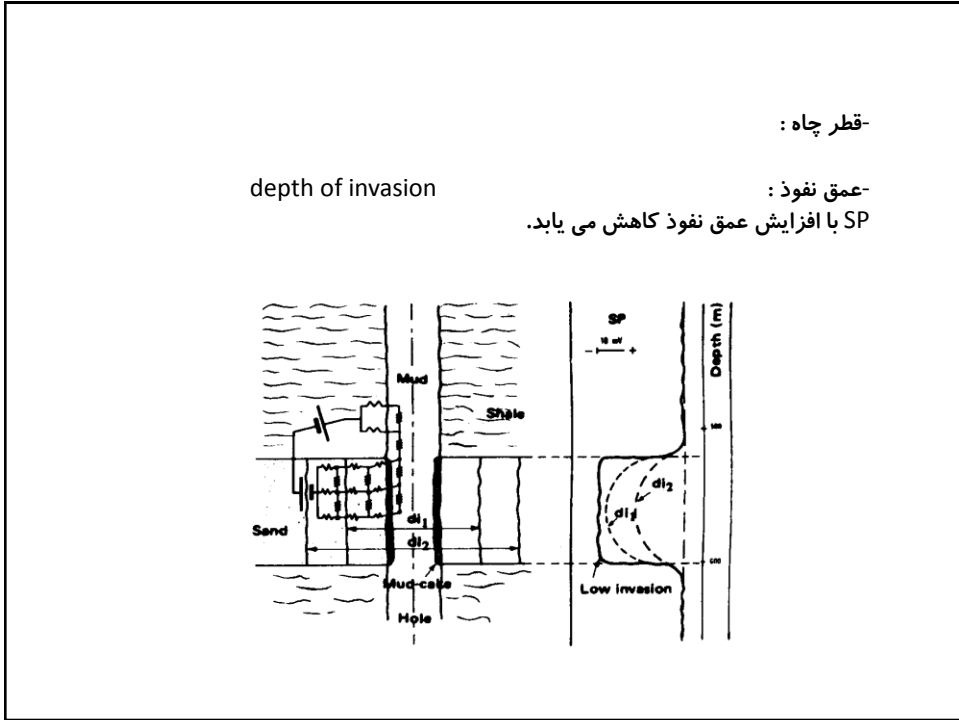 -قطر چاه :
-عمق نفوذ : depth of invasion
SP با افزایش عمق نفوذ کاهش می یابد.
SP
- 10 mV +
Depth (m)
Mud
Shale
Sand
di₁
di₂
Mud-cake
Hole
di₂
di₁
Low invasion
600